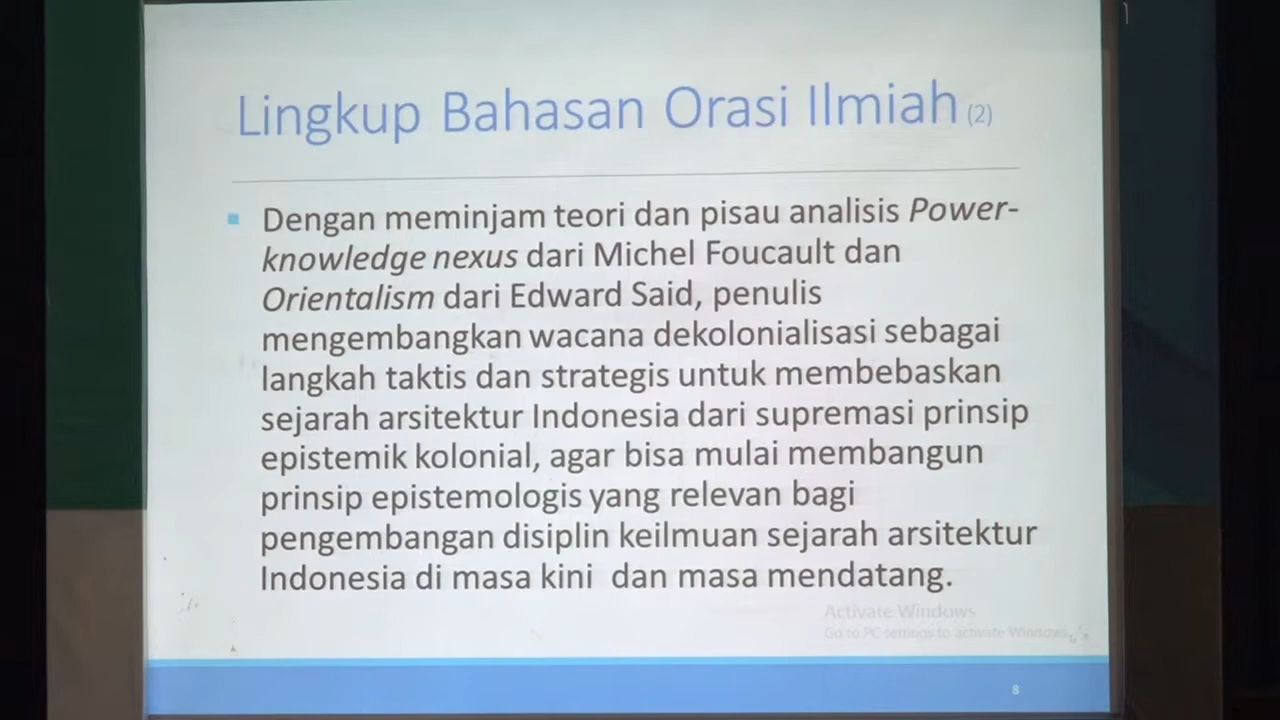 Lingkup Bahasan Orasi Ilmiah (2)
Dengan meminjam teori dan pisau analisis Power-
knowledge nexus dari Michel Foucault dan
Orientalism dari Edward Said, penulis
mengembangkan wacana dekolonialisasi sebagai
langkah taktis dan strategis untuk membebaskan
sejarah arsitektur Indonesia dari supremasi prinsip
epistemik kolonial, agar bisa mulai membangun
prinsip epistemologis yang relevan bagi
pengembangan disiplin keilmuan sejarah arsitektur
Indonesia di masa kini dan masa mendatang.
Activate Windows
Go to PC settings to activate Windows.
8